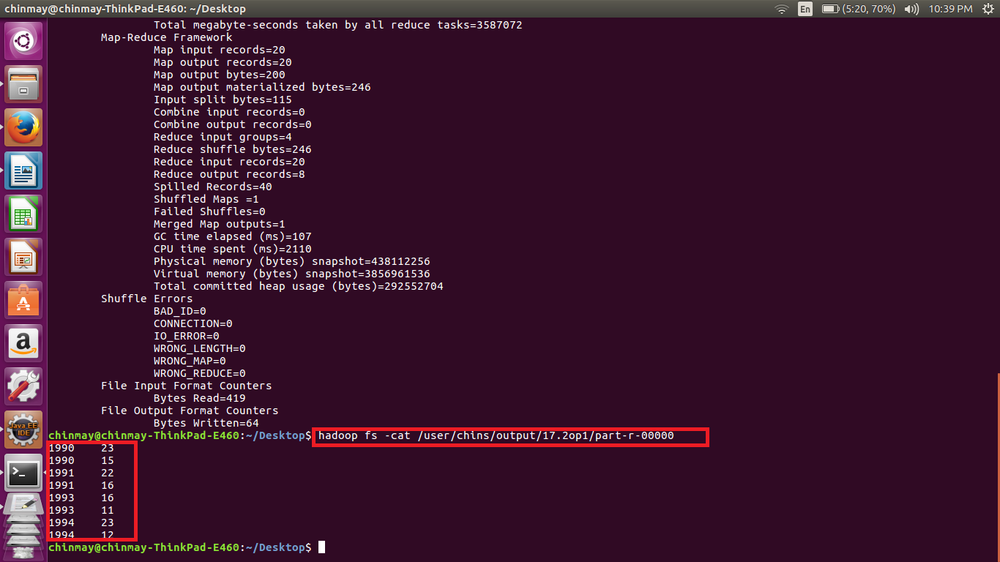 chinmay@chinmay-ThinkPad-E460: ~/Desktop
En
(5:20, 70%)
10:39 PM
Total megabyte-seconds taken by all reduce tasks=3587072
Map-Reduce Framework
Map input records=20
Map output records=20
Map output bytes=200
Map output materialized bytes=246
Input split bytes=115
Combine input records=0
Combine output records=0
Reduce input groups=4
Reduce shuffle bytes=246
Reduce input records=20
Reduce output records=8
Spilled Records=40
Shuffled Maps =1
Failed Shuffles=0
Merged Map outputs=1
GC time elapsed (ms)=107
CPU time spent (ms)=2110
Physical memory (bytes) snapshot=438112256
Virtual memory (bytes) snapshot=3856961536
Total committed heap usage (bytes)=292552704
Shuffle Errors
BAD_ID=0
CONNECTION=0
IO_ERROR=0
WRONG_LENGTH=0
WRONG_MAP=0
WRONG_REDUCE=0
File Input Format Counters
Bytes Read=419
File Output Format Counters
Bytes Written=64
chinmay@chinmay-ThinkPad-E460:~/Desktop$ hadoop fs -cat /user/chins/output/17.2op1/part-r-00000
1990 23
1990 15
1991 22
1991 16
1993 16
1993 11
1994 23
1994 12
chinmay@chinmay-ThinkPad-E460:~/Desktop$
Java EE
IDE